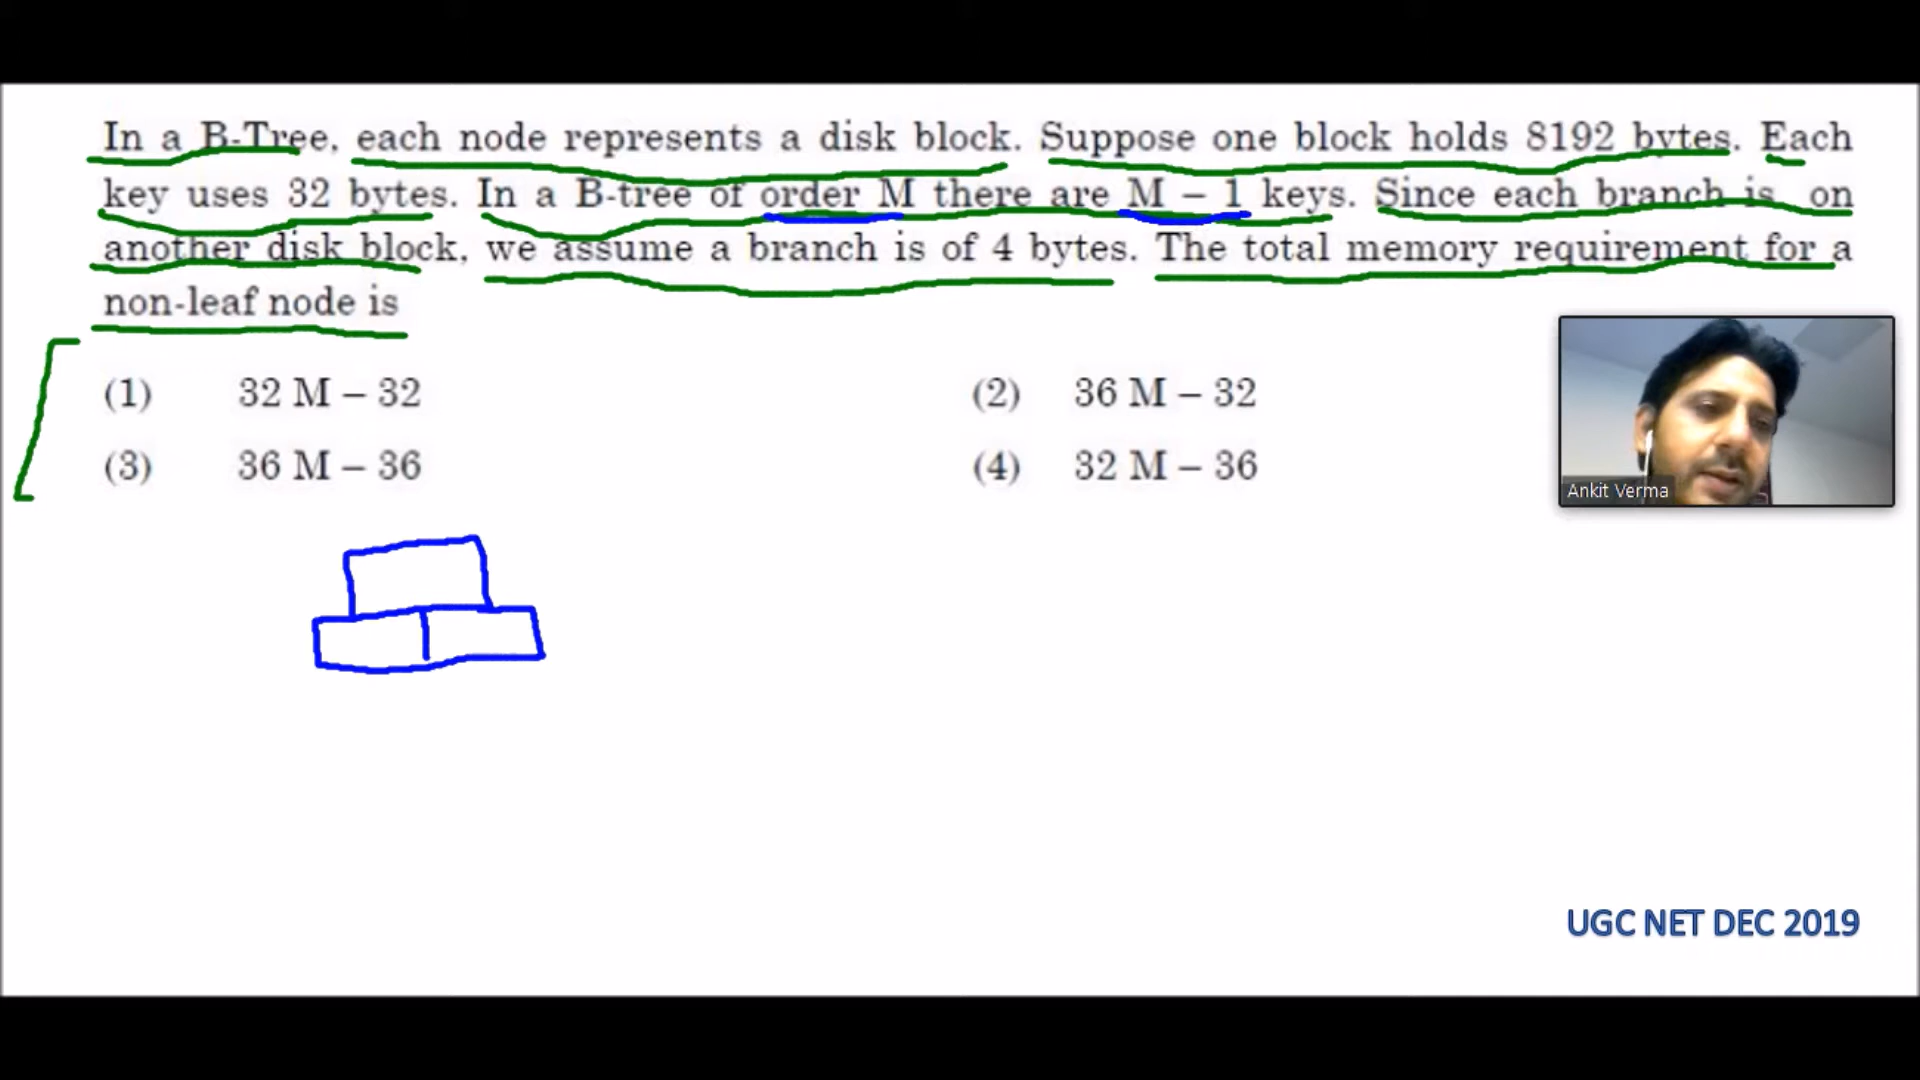 In a B-Tree, each node represents a disk block. Suppose one block holds 8192 bytes. Each
key uses 32 bytes. In a B-tree of order M there are M – 1 keys. Since each branch is on
another disk block, we assume a branch is of 4 bytes. The total memory requirement for a
non-leaf node is
(1) 32 M – 32 (2) 36 M – 32
(3) 36 M – 36 (4) 32 M – 36
Ankit Verma
UGC NET DEC 2019